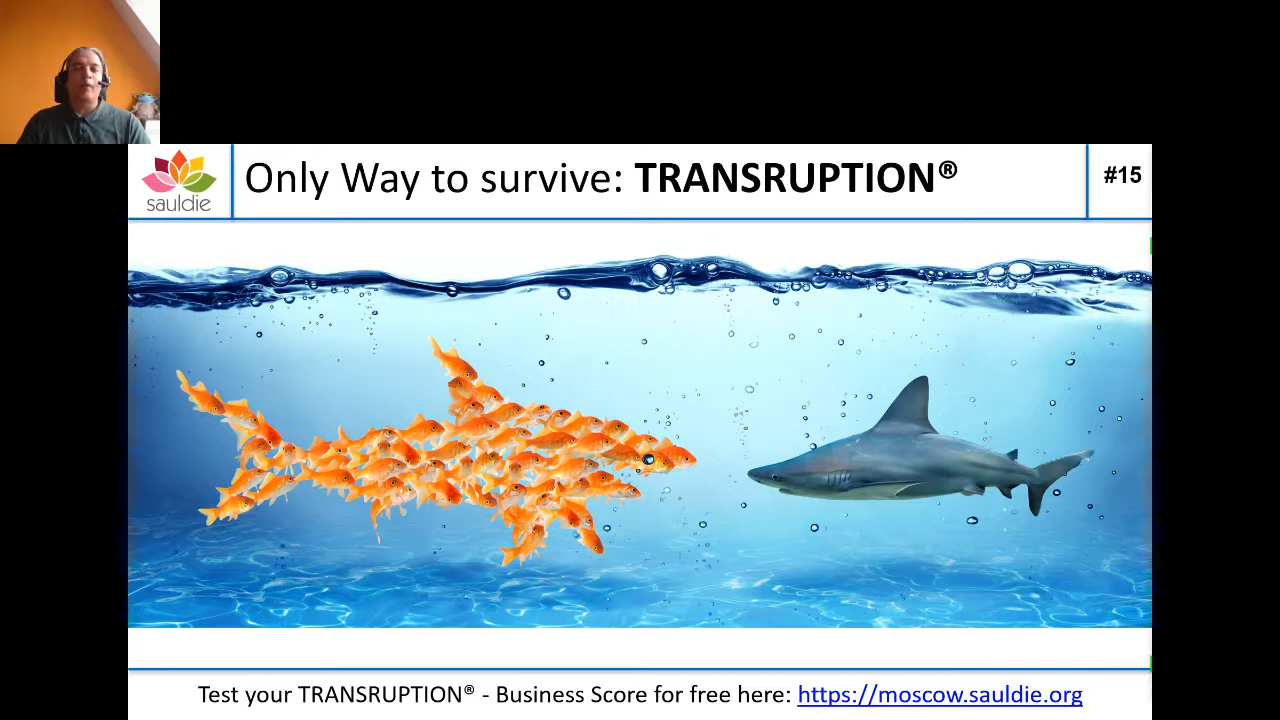 sauldie
Only Way to survive: TRANSRUPTION®
#15
Test your TRANSRUPTION® - Business Score for free here: https://moscow.sauldie.org